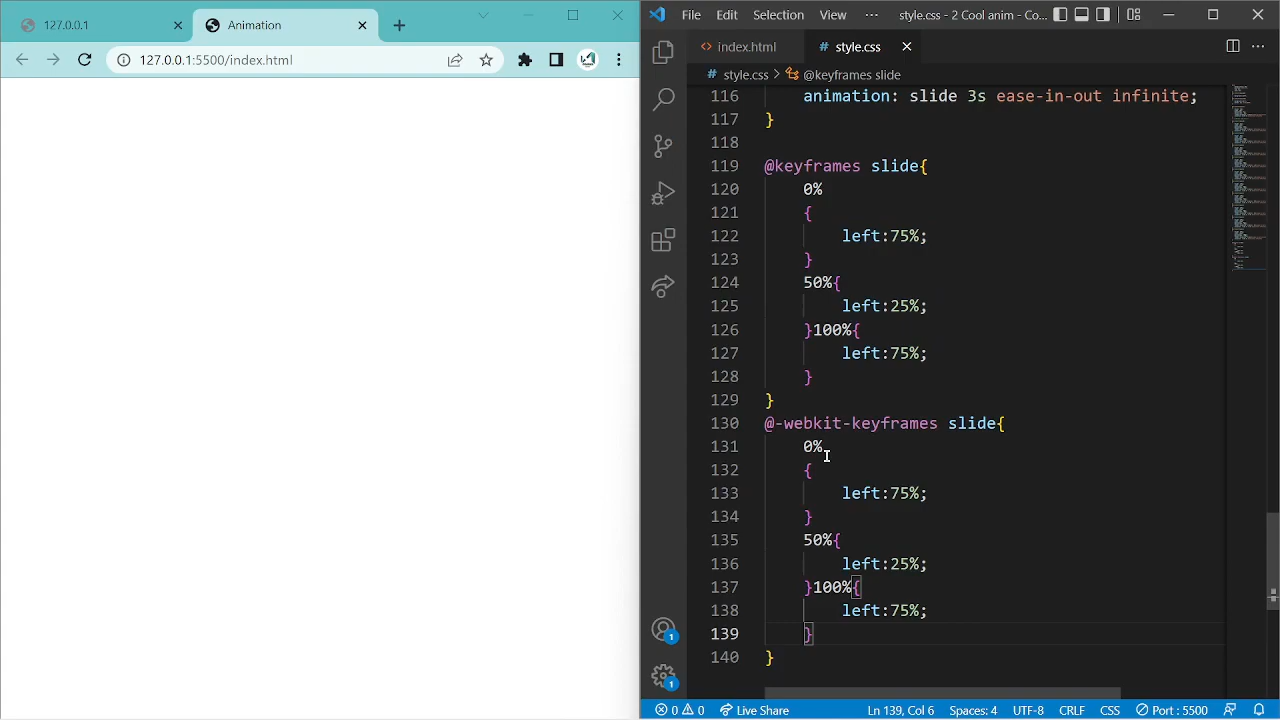 127.0.0.1
Animation
127.0.0.1:5500/index.html
File Edit Selection View ··· style.css - 2 Cool anim - Co...
index.html
# style.css
# style.css > @keyframes slide
116 animation: slide 3s ease-in-out infinite;
117 }
118
119 @keyframes slide{
120 0%
121 {
122 left:75%;
123 }
124 50%{
125 left:25%;
126 }100%{
127 left:75%;
128 }
129 }
130 @-webkit-keyframes slide{
131 0%
132 {
133 left:75%;
134 }
135 50%{
136 left:25%;
137 }100%{
138 left:75%;
139 }
140 }
1
1
0 0 Live Share Ln 139, Col 6 Spaces: 4 UTF-8 CRLF CSS Port : 5500